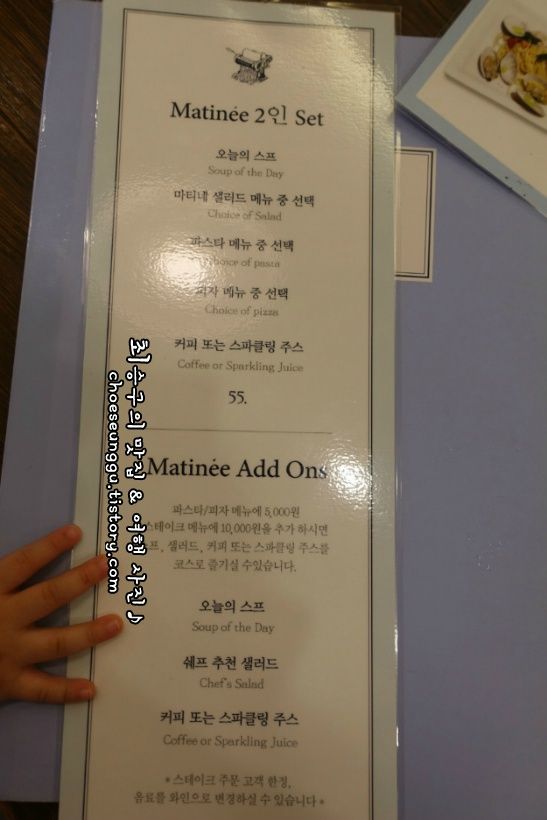 Matinée 2인 Set
오늘의 스프
Soup of the Day
마티네 샐러드 메뉴 중 선택
Choice of Salad
파스타 메뉴 중 선택
Choice of pasta
피자 메뉴 중 선택
Choice of pizza
커피 또는 스파클링 주스
Coffee or Sparkling Juice
55.
Matinée Add Ons
파스타/피자 메뉴에 5,000원
스테이크 메뉴에 10,000원을 추가 하시면
스프, 샐러드, 커피 또는 스파클링 주스를
코스로 즐기실 수있습니다.
오늘의 스프
Soup of the Day
쉐프 추천 샐러드
Chef's Salad
커피 또는 스파클링 주스
Coffee or Sparkling Juice
* 스테이크 주문 고객 한정,
음료를 와인으로 변경하실 수 있습니다 *
최승구의 맛집 & 여행 사진♪
choeseunggu.tistorg.com